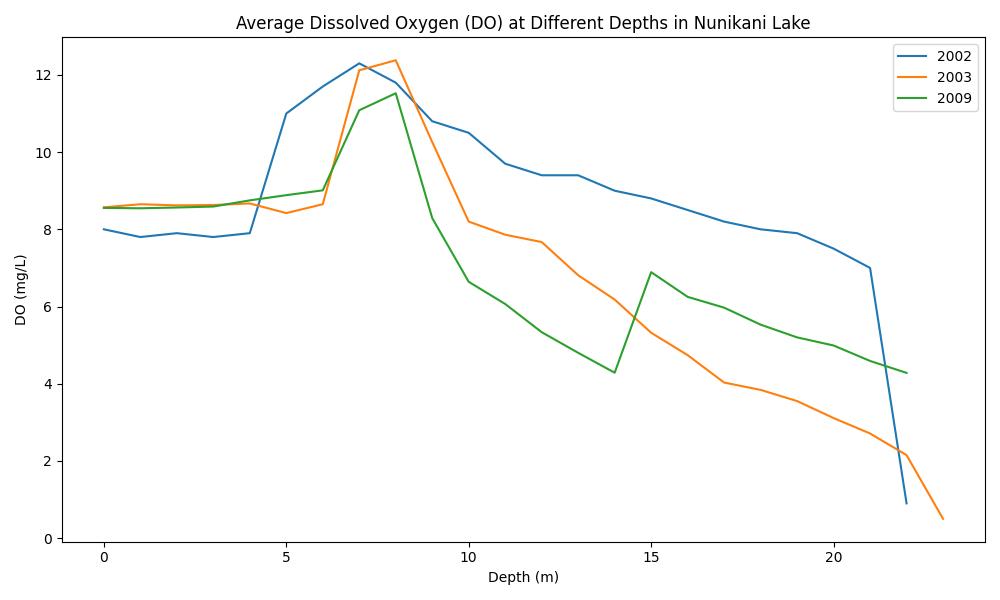 Average Dissolved Oxygen (DO) at Different Depths in Nunikani Lake
2002
2003
2009
DO (mg/L)
12
10
8
6
4
2
0
0 5 10 15 20
Depth (m)